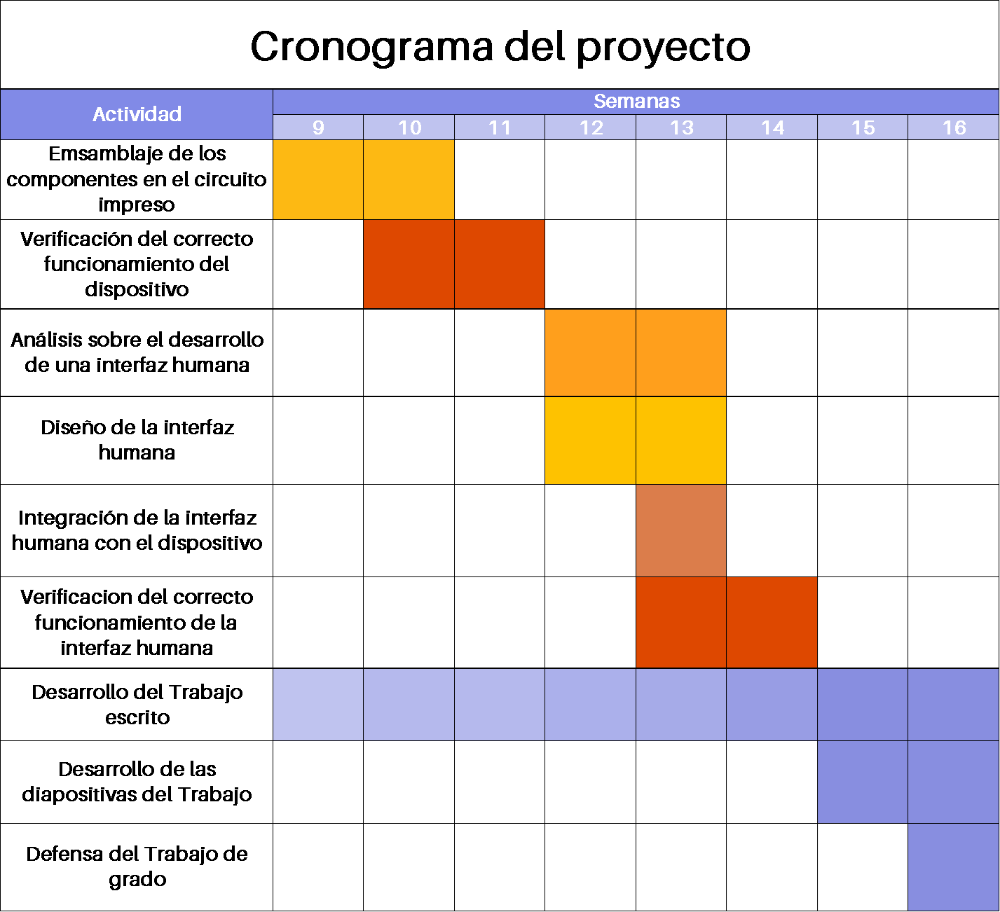 Cronograma del proyecto
Actividad
Semanas
9 10 11 12 13 14 15 16
Emsamblaje de los
componentes en el circuito
impreso
Verificación del correcto
funcionamiento del
dispositivo
Análisis sobre el desarrollo
de una interfaz humana
Diseño de la interfaz
humana
Integración de la interfaz
humana con el dispositivo
Verificacion del correcto
funcionamiento de la
interfaz humana
Desarrollo del Trabajo
escrito
Desarrollo de las
diapositivas del Trabajo
Defensa del Trabajo de
grado